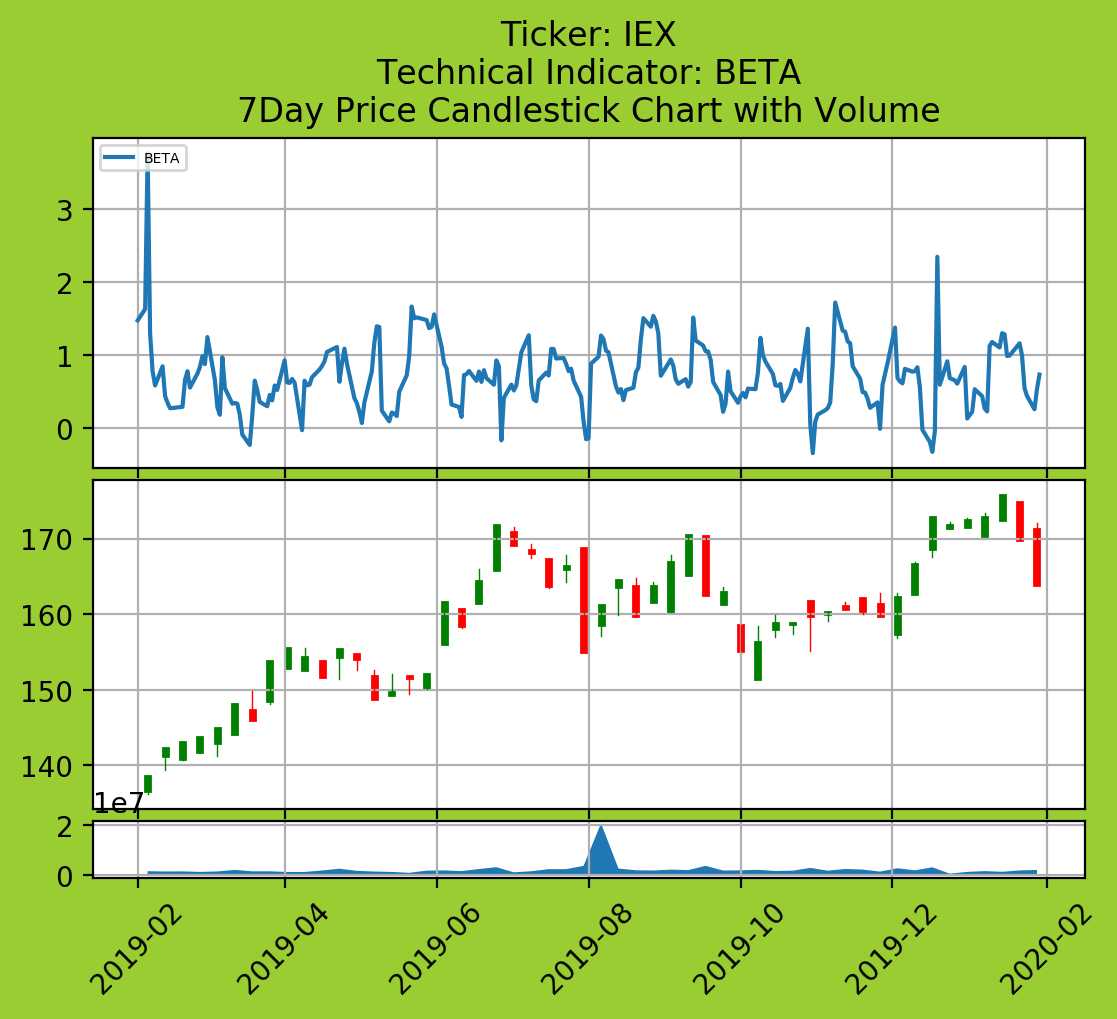 Ticker: IEX
Technical Indicator: BETA
7Day Price Candlestick Chart with Volume
BETA
3
2
1
0
170
160
150
140
1e7
2
0
2019-02 2019-04 2019-06 2019-08 2019-10 2019-12 2020-02